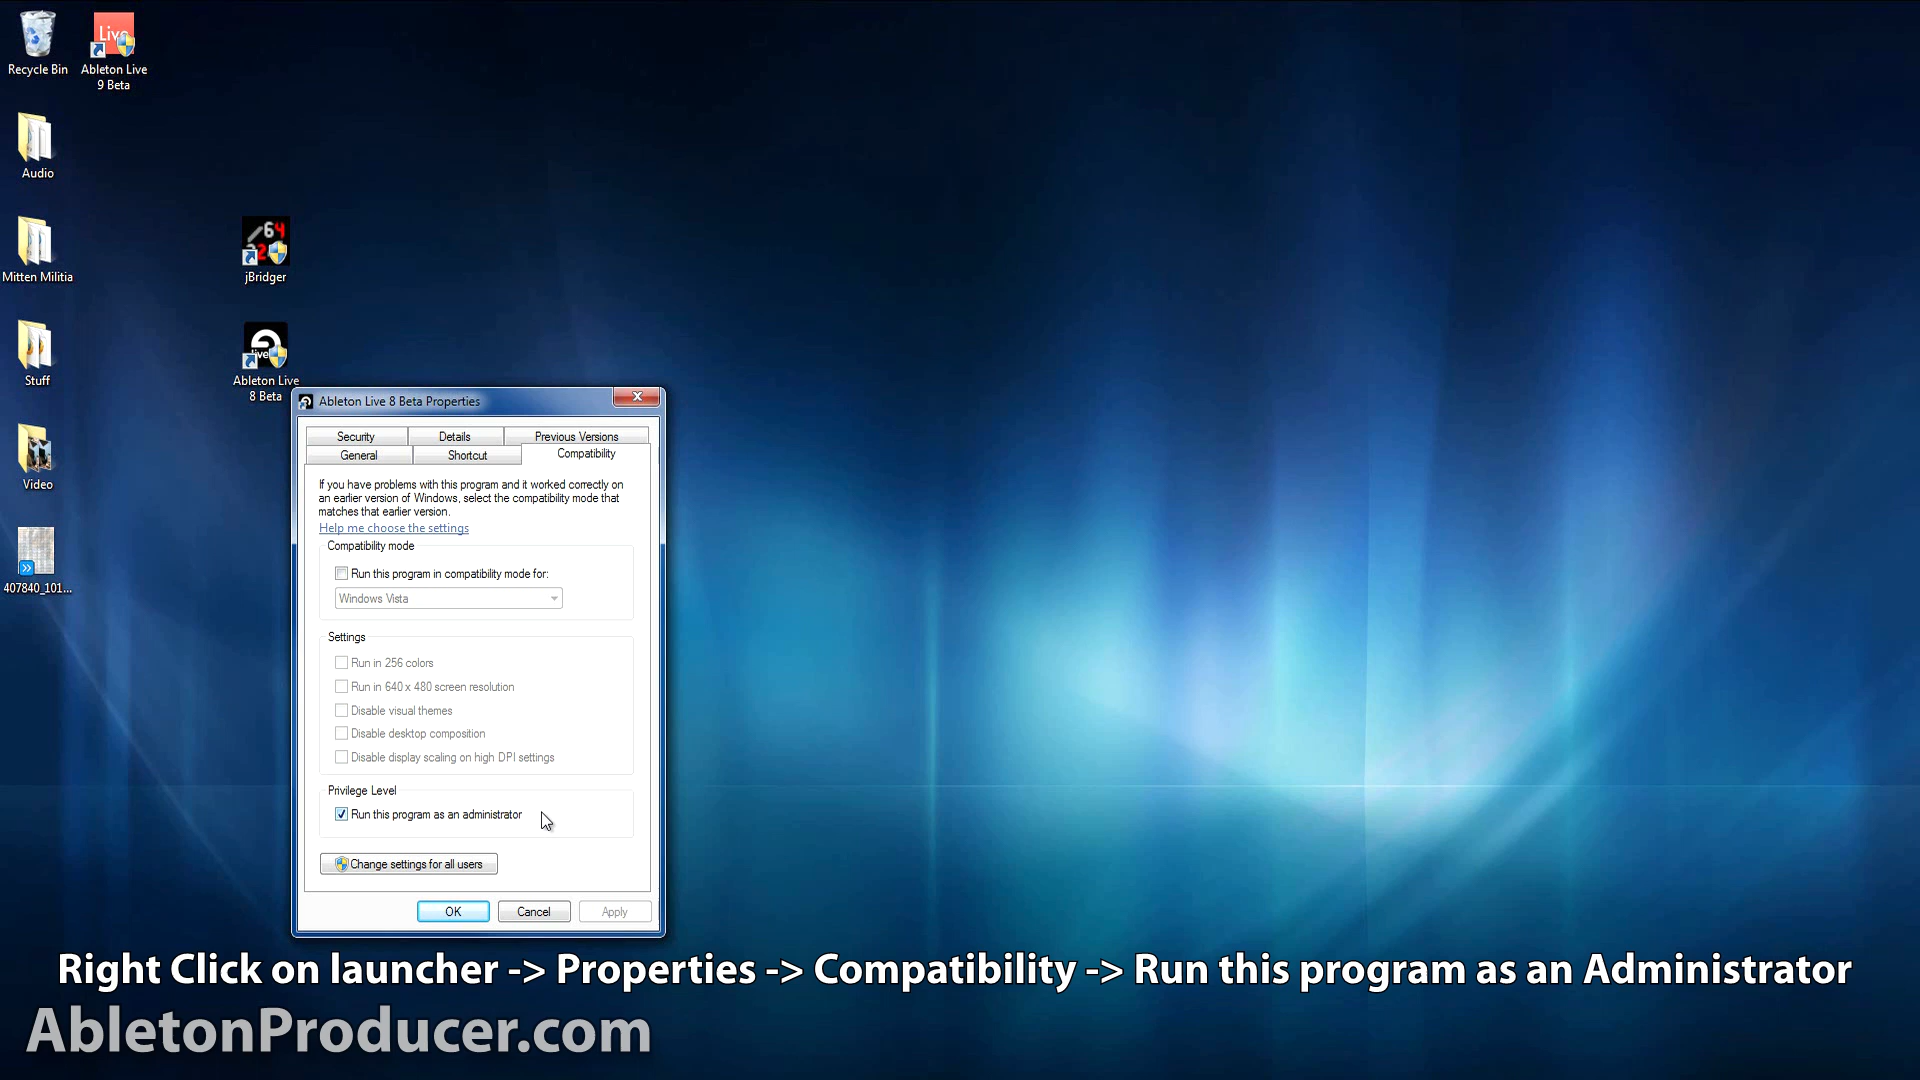 Live
Recycle Bin
Ableton Live
9 Beta
Audio
Mitten Militia
64
jBridger
Stuff
live
Ableton Live
8 Beta
Video
407840_101...
Ableton Live 8 Beta Properties
Security
Details
Previous Versions
General
Shortcut
Compatibility
If you have problems with this program and it worked correctly on
an earlier version of Windows, select the compatibility mode that
matches that earlier version.
Help me choose the settings
Compatibility mode
Run this program in compatibility mode for:
Windows Vista
Settings
Run in 256 colors
Run in 640 x 480 screen resolution
Disable visual themes
Disable desktop composition
Disable display scaling on high DPI settings
Privilege Level
Run this program as an administrator
Change settings for all users
OK
Cancel
Apply
Right Click on launcher -> Properties -> Compatibility -> Run this program as an Administrator
AbletonProducer.com